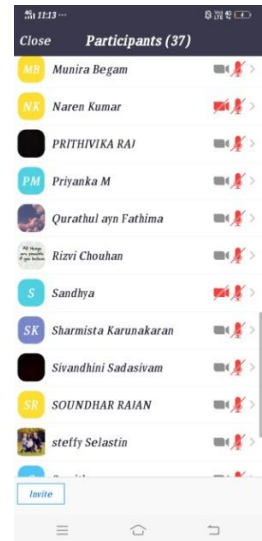 11:13
Close Participants (37)
MB Munira Begam
NK Naren Kumar
PRITHIVIKA RAJ
PM Priyanka M
Qurathul ayn Fathima
Rizvi Chouhan
S Sandhya
SK Sharmista Karunakaran
Sivandhini Sadasivam
SR SOUNDHAR RAJAN
steffy Selastin
Invite